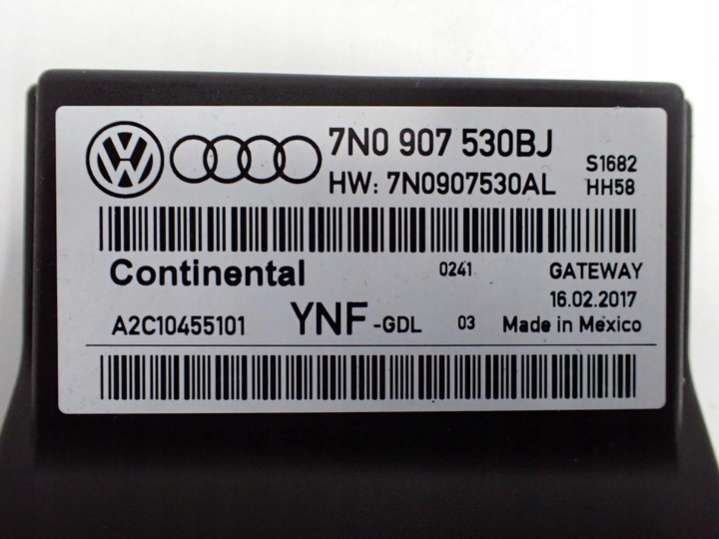 7N0 907 530BJ
HW: 7N0907530AL
S1682
HH58
Continental
0241
GATEWAY
16.02.2017
A2C10455101
YNF -GDL
03
Made in Mexico